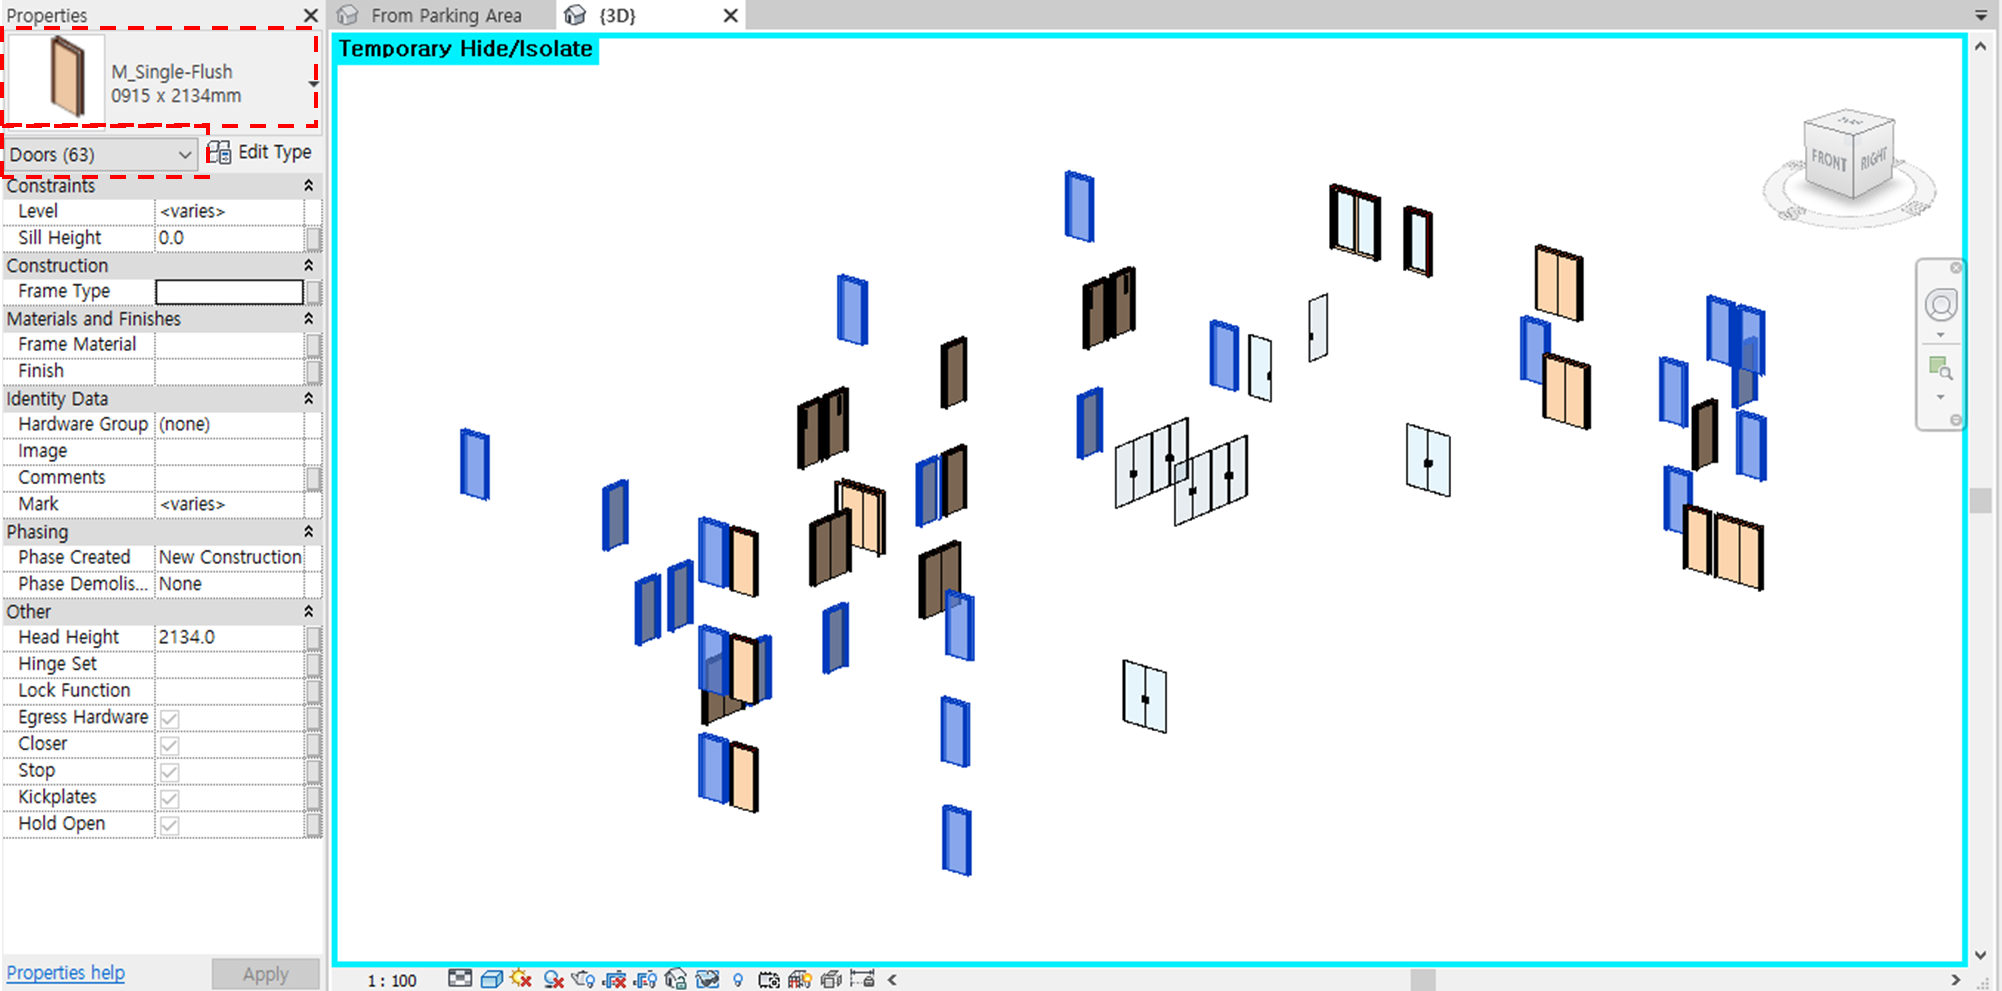 Properties
From Parking Area
{3D}
M_Single-Flush
0915 x 2134mm
Doors (63)
Edit Type
Constraints
Level <varies>
Sill Height 0.0
Construction
Frame Type
Materials and Finishes
Frame Material
Finish
Identity Data
Hardware Group (none)
Image
Comments
Mark <varies>
Phasing
Phase Created New Construction
Phase Demolis... None
Other
Head Height 2134.0
Hinge Set
Lock Function
Egress Hardware
Closer
Stop
Kickplates
Hold Open
Properties help
Apply
Temporary Hide/Isolate
TOP
FRONT
RIGHT
1 : 100